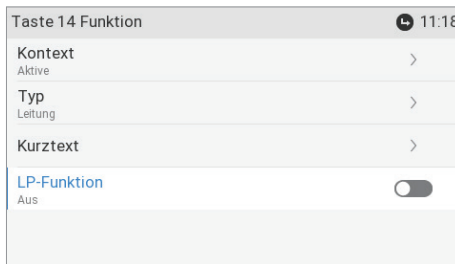 Taste 14 Funktion 11:18
Kontext
Aktive
Typ
Leitung
Kurztext
LP-Funktion
Aus